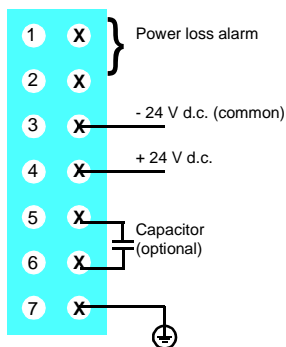 1 X Power loss alarm
2 X
3 X - 24 V d.c. (common)
4 X + 24 V d.c.
5 X
Capacitor
(optional)
6 X
7 X